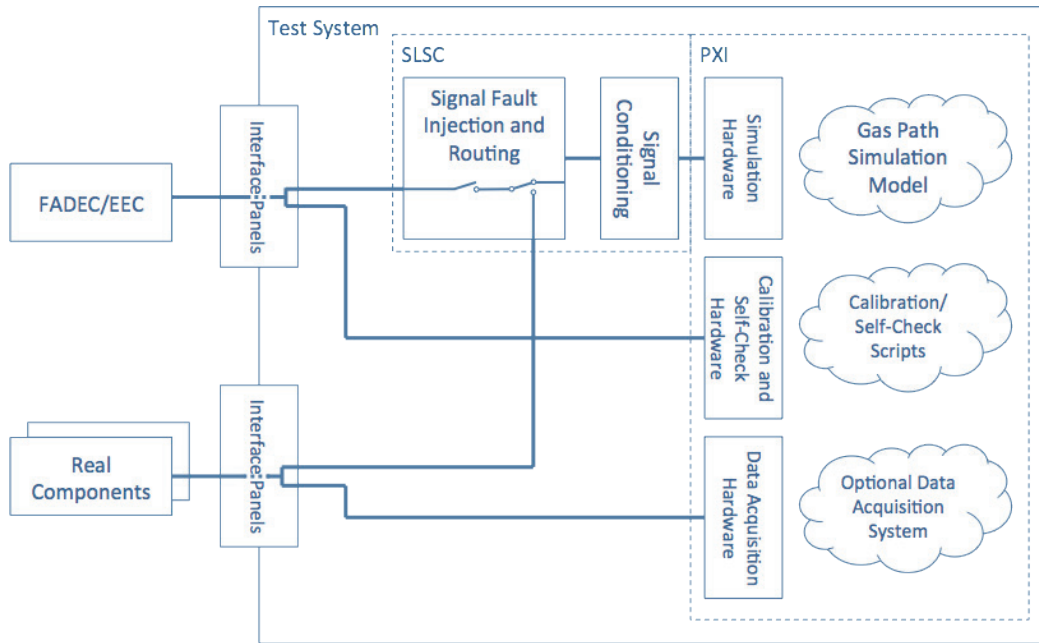 Test System
SLSC
PXI
Signal Fault
Injection and
Routing
Signal
Conditioning
Simulation
Hardware
Gas Path
Simulation
Model
FADEC/EEC
Interface Panels
Calibration and
Self-Check
Hardware
Calibration/
Self-Check
Scripts
Real
Components
Interface Panels
Data Acquisition
Hardware
Optional Data
Acquisition
System